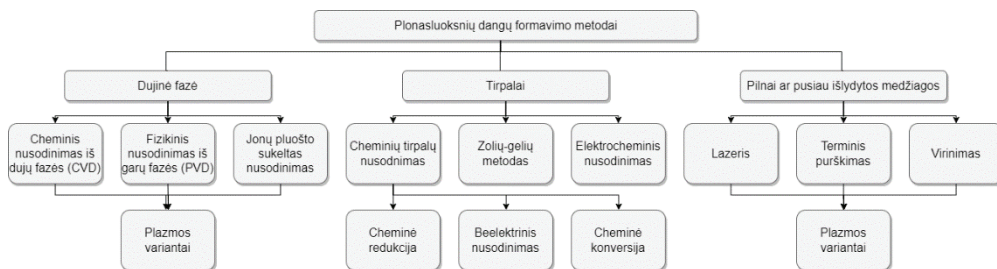 Plonasluoksnių dangų formavimo metodai
Dujinė fazė
Tirpalai
Pilnai ar pusiau išlydytos medžiagos
Cheminis
nusodinimas iš
dujų fazės (CVD)
Fizikinis
nusodinimas iš
garų fazės (PVD)
Jonų pluošto
sukeltas
nusodinimas
Cheminių tirpalų
nusodnimas
Zolių-gelių
metodas
Elektrocheminis
nusodinimas
Lazeris
Terminis
purškimas
Virinimas
Plazmos
variantai
Cheminė
redukcija
Beelektrinis
nusodinimas
Cheminė
konversija
Plazmos
variantai